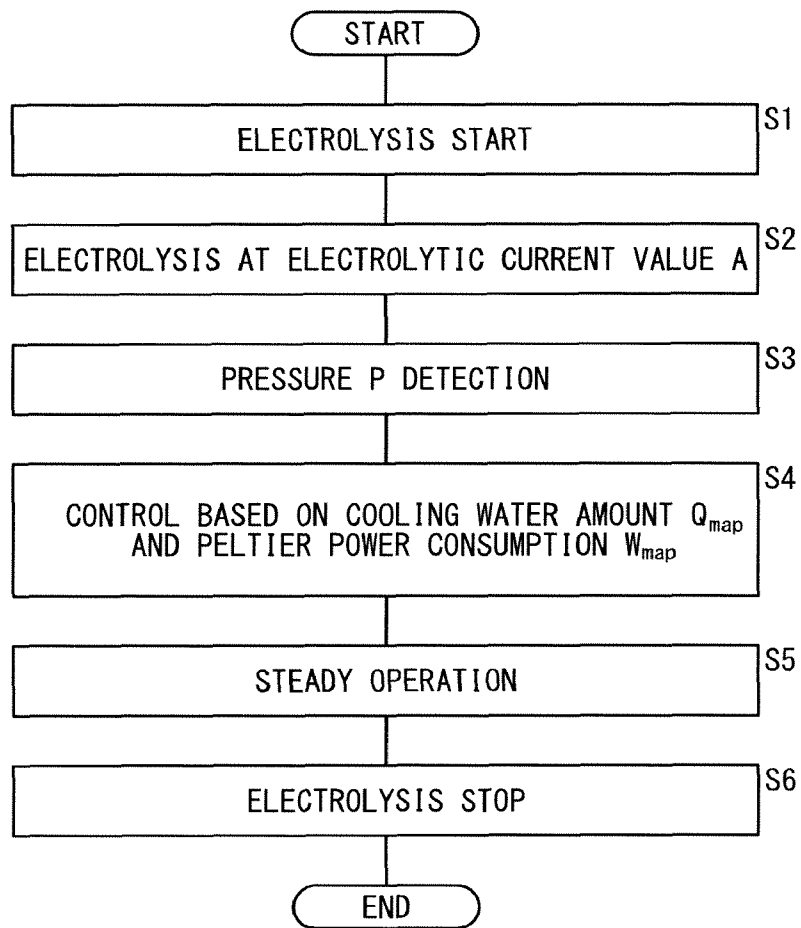 START
S1
ELECTROLYSIS START
S2
ELECTROLYSIS AT ELECTROLYTIC CURRENT VALUE A
S3
PRESSURE P DETECTION
S4
CONTROL BASED ON COOLING WATER AMOUNT Qmap
AND PELTIER POWER CONSUMPTION Wmap
S5
STEADY OPERATION
S6
ELECTROLYSIS STOP
END